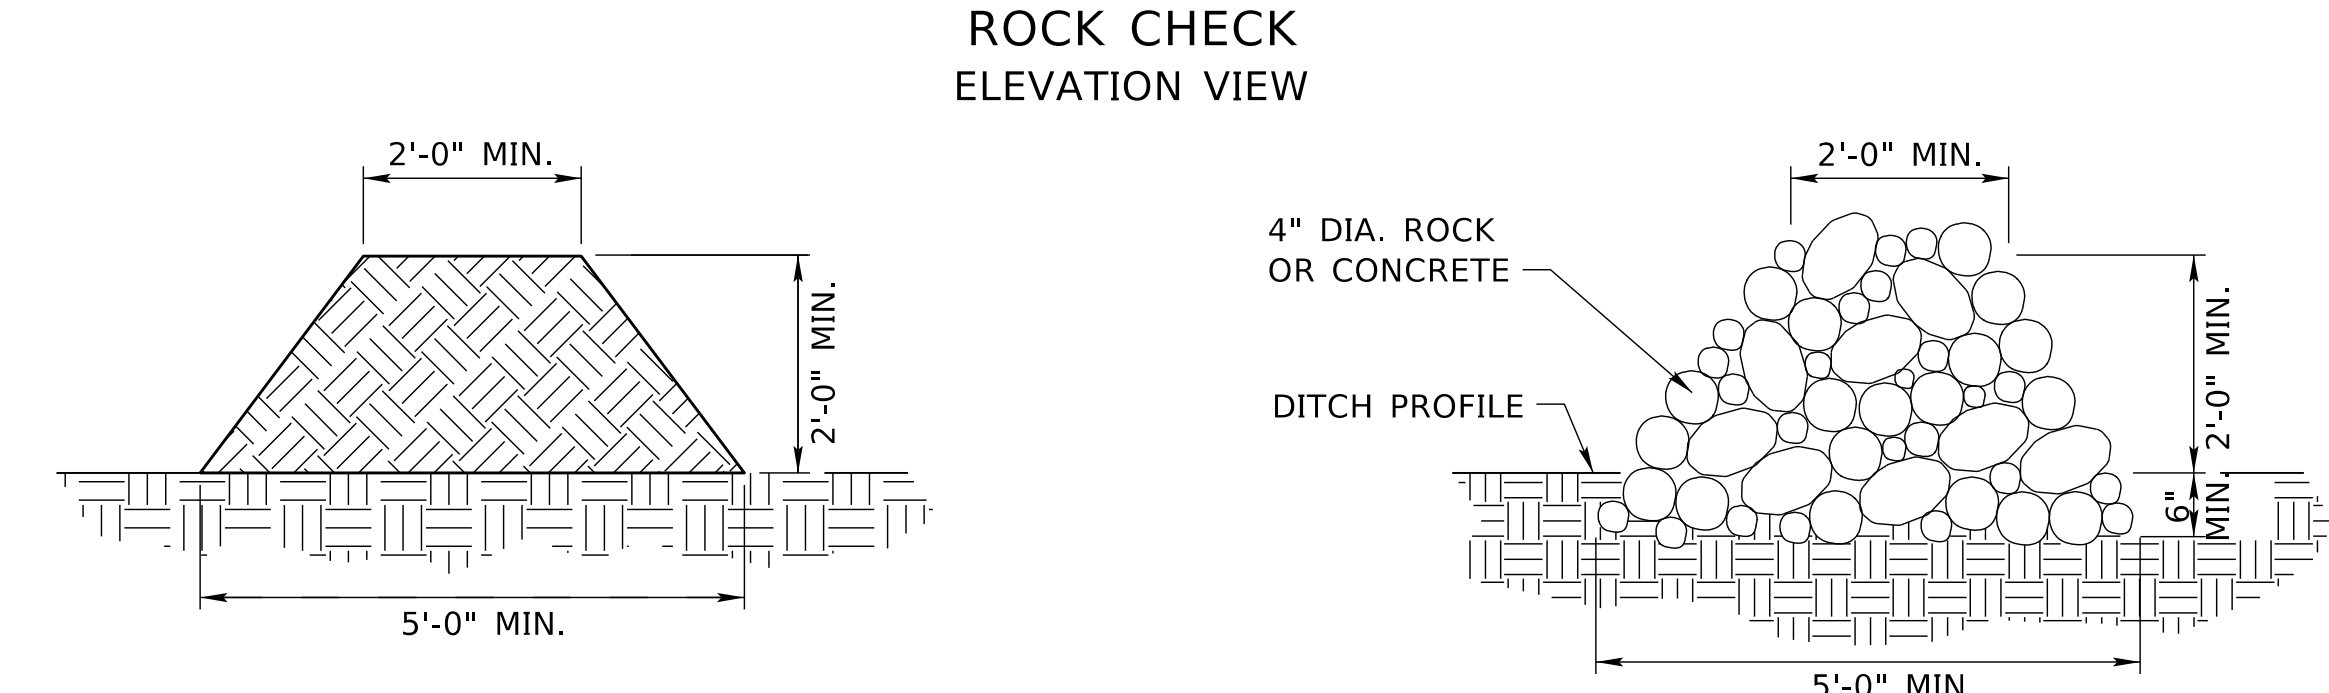 ROCK CHECK
ELEVATION VIEW
2'-0" MIN.
2'-0" MIN.
5'-0" MIN.
2'-0" MIN.
4" DIA. ROCK
OR CONCRETE
DITCH PROFILE
2'-0" MIN.
6"
MIN.
5'-0" MIN